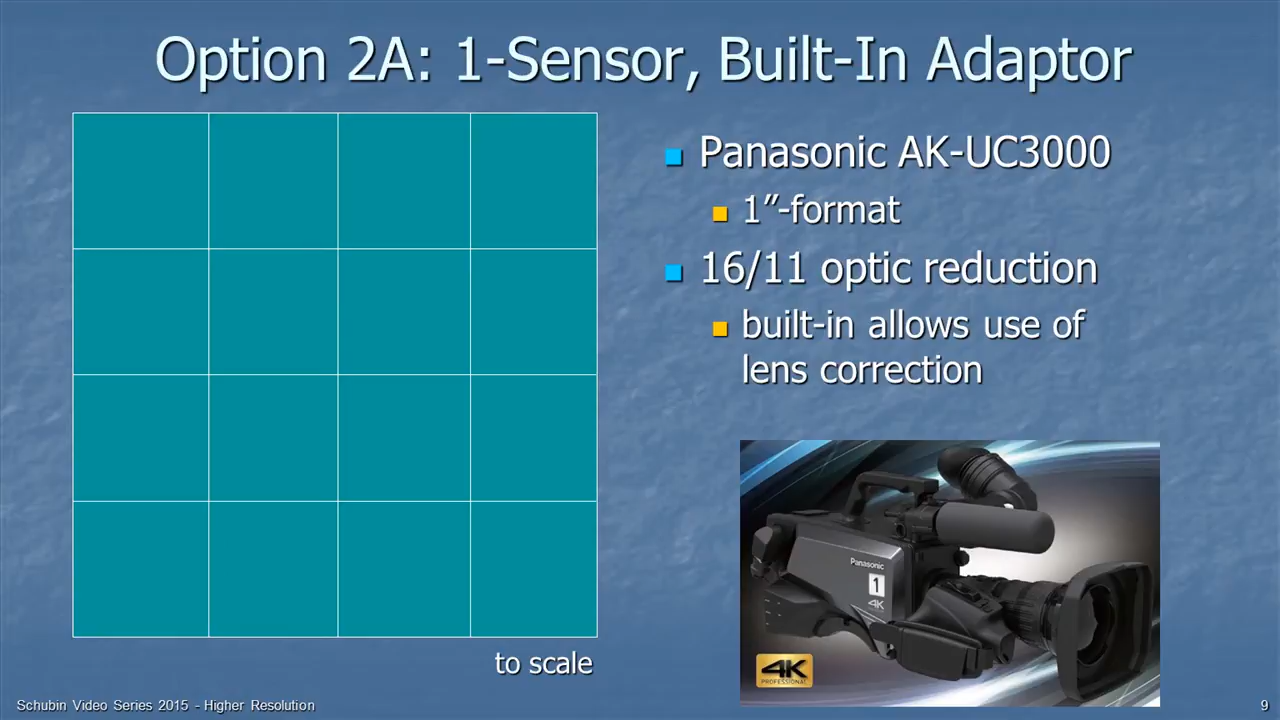 Option 2A: 1-Sensor, Built-In Adaptor
Panasonic AK-UC3000
1”-format
16/11 optic reduction
built-in allows use of
lens correction
Panasonic
1
4K
4K
PROFESSIONAL
to scale
Schubin Video Series 2015 - Higher Resolution
9